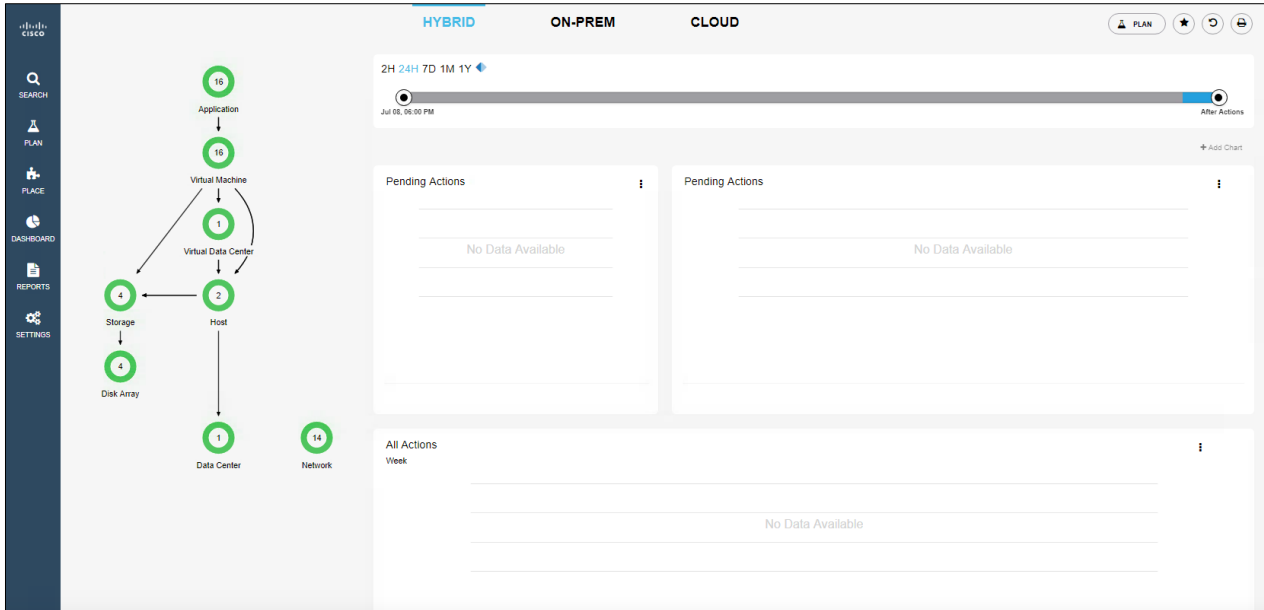 CISCO
HYBRID ON-PREM CLOUD
PLAN
SEARCH
PLAN
PLACE
DASHBOARD
REPORTS
SETTINGS
16
Application
16
Virtual Machine
1
Virtual Data Center
4
Storage
2
Host
4
Disk Array
1
Data Center
14
Network
2H 24H 7D 1M 1Y
Jul 08, 06:00 PM
After Actions
+ Add Chart
Pending Actions
No Data Available
Pending Actions
No Data Available
All Actions
Week
No Data Available